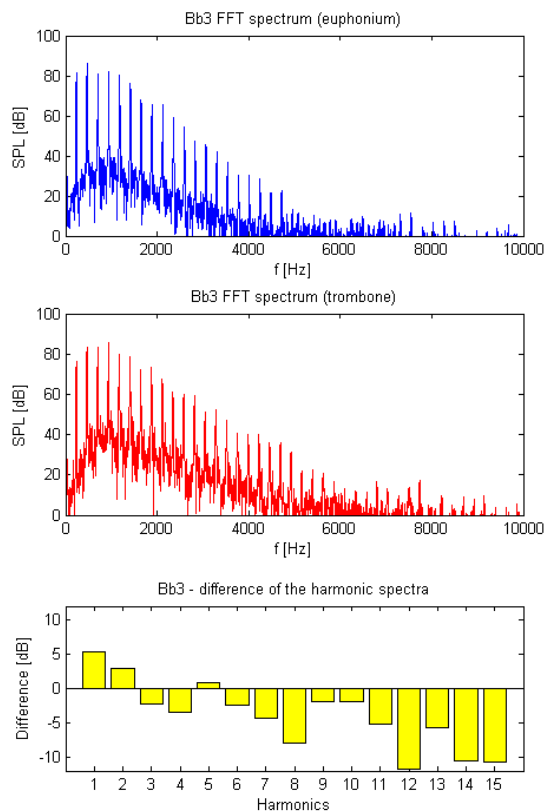 Bb3 FFT spectrum (euphonium)
100
80
60
40
20
0
SPL [dB]
0 2000 4000 6000 8000 10000
f [Hz]
Bb3 FFT spectrum (trombone)
100
80
60
40
20
0
SPL [dB]
0 2000 4000 6000 8000 10000
f [Hz]
Bb3 - difference of the harmonic spectra
10
5
0
-5
-10
Difference [dB]
1 2 3 4 5 6 7 8 9 10 11 12 13 14 15
Harmonics